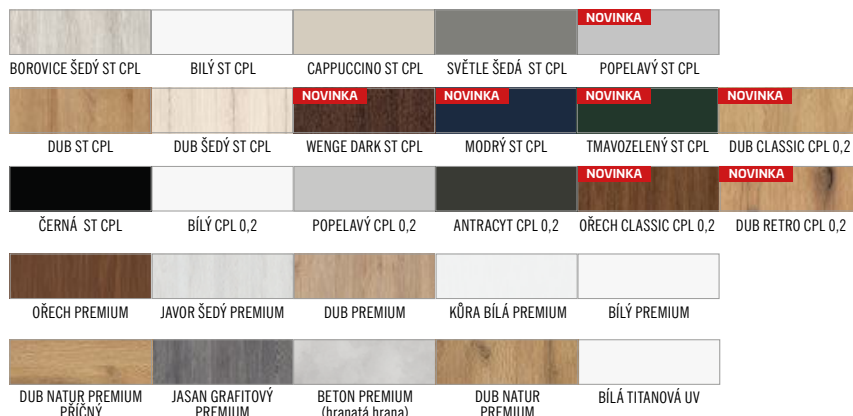 NOVINKA
BOROVICE ŠEDÝ ST CPL BILÝ ST CPL CAPPUCCINO ST CPL SVĚTLE ŠEDÁ ST CPL POPELAVÝ ST CPL
NOVINKA NOVINKA NOVINKA NOVINKA
DUB ST CPL DUB ŠEDÝ ST CPL WENGE DARK ST CPL MODRÝ ST CPL TMAVOZELENÝ ST CPL DUB CLASSIC CPL 0,2
NOVINKA NOVINKA
ČERNÁ ST CPL BÍLÝ CPL 0,2 POPELAVÝ CPL 0,2 ANTRACYT CPL 0,2 OŘECH CLASSIC CPL 0,2 DUB RETRO CPL 0,2
OŘECH PREMIUM JAVOR ŠEDÝ PREMIUM DUB PREMIUM KŮRA BÍLÁ PREMIUM BÍLÝ PREMIUM
DUB NATUR PREMIUM JASAN GRAFITOVÝ BETON PREMIUM DUB NATUR BÍLÁ TITANOVÁ UV
PŘÍČNÝ PREMIUM (hranatá hrana) PREMIUM